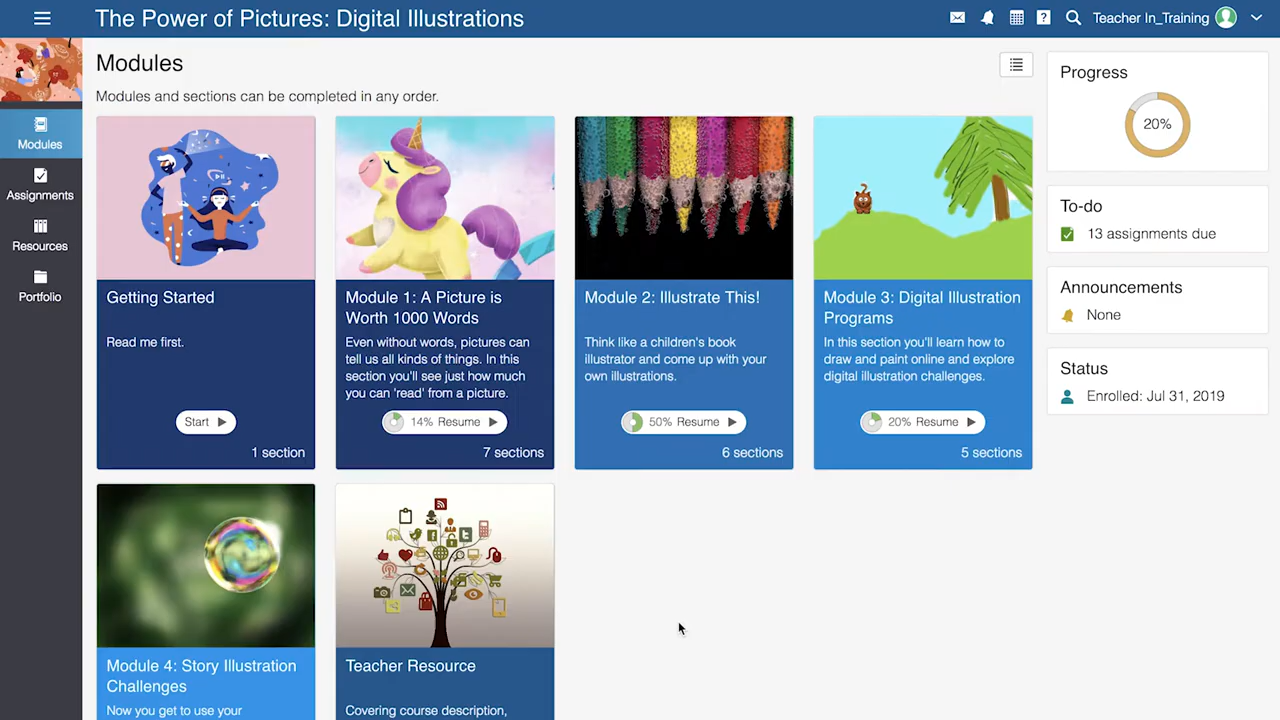 The Power of Pictures: Digital Illustrations
Teacher In_Training
Modules
Assignments
Resources
Portfolio
Modules
Modules and sections can be completed in any order.
Getting Started
Read me first.
Start
1 section
Module 1: A Picture is
Worth 1000 Words
Even without words, pictures can
tell us all kinds of things. In this
section you'll see just how much
you can 'read' from a picture.
14% Resume
7 sections
Module 2: Illustrate This!
Think like a children's book
illustrator and come up with your
own illustrations.
50% Resume
6 sections
Module 3: Digital Illustration
Programs
In this section you'll learn how to
draw and paint online and explore
digital illustration challenges.
20% Resume
5 sections
Module 4: Story Illustration
Challenges
Now you get to use your
Teacher Resource
Covering course description,
Progress
20%
To-do
13 assignments due
Announcements
None
Status
Enrolled: Jul 31, 2019